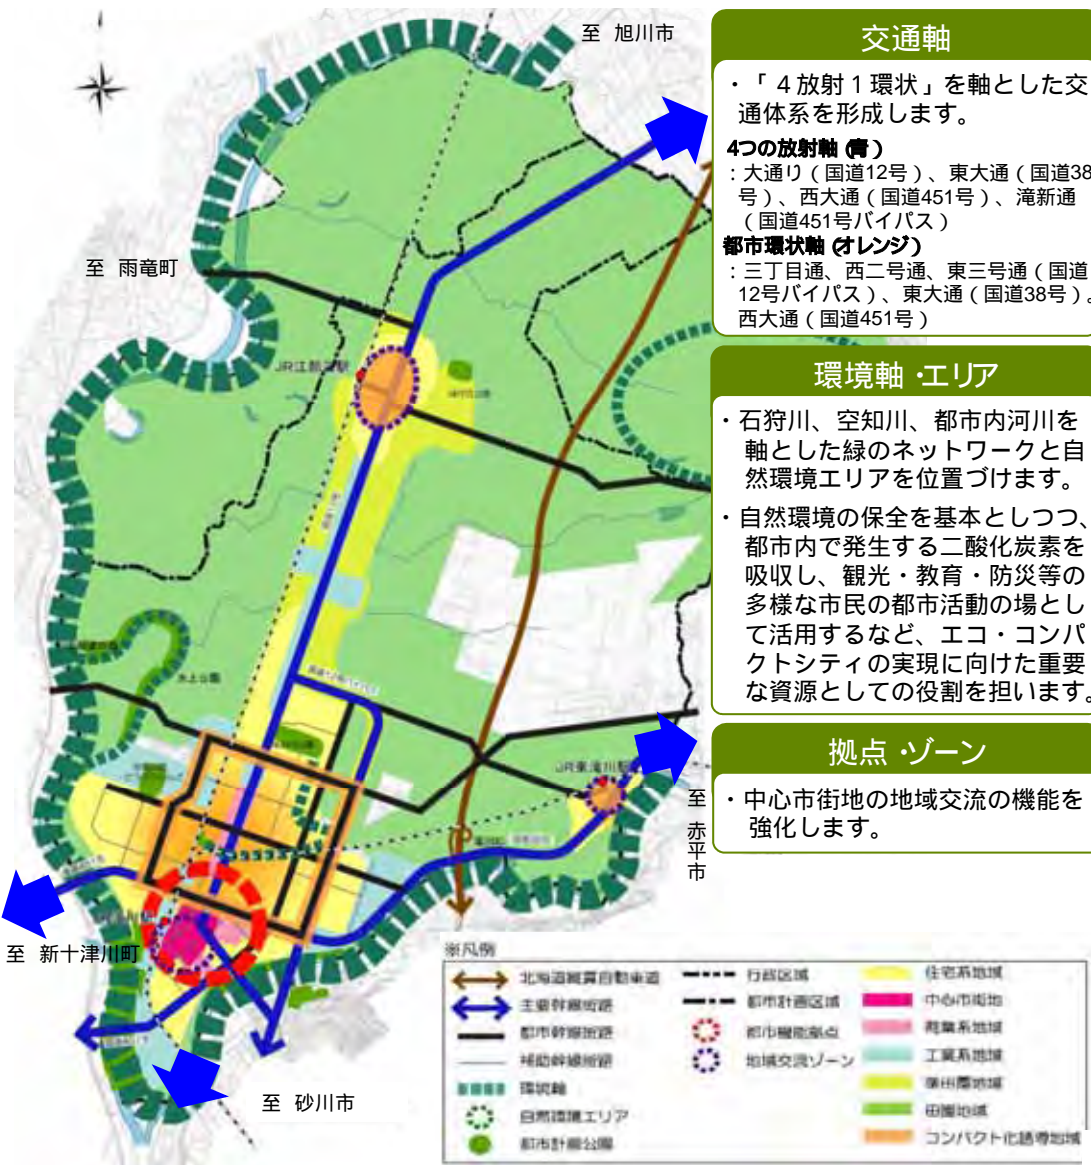 至 旭川市
至 雨竜町
JR江部乙駅
水上公園
JR東滝川駅
至 赤平市
至 新十津川町
至 砂川市
交通軸
・「４放射１環状」を軸とした交
通体系を形成します。
4つの放射軸（青）
：大通り（国道12号）、東大通（国道38
号）、西大通（国道451号）、滝新通
（国道451号バイパス）
都市環状軸（オレンジ）
：三丁目通、西二号通、東三号通（国道
12号バイパス）、東大通（国道38号）、
西大通（国道451号）
環境軸・エリア
・石狩川、空知川、都市内河川を
軸とした緑のネットワークと自
然環境エリアを位置づけます。
・自然環境の保全を基本としつつ、
都市内で発生する二酸化炭素を
吸収し、観光・教育・防災等の
多様な市民の都市活動の場とし
て活用するなど、エコ・コンパ
クトシティの実現に向けた重要
な資源としての役割を担います。
拠点・ゾーン
・中心市街地の地域交流の機能を
強化します。
※凡例
北海道縦貫自動車道
主要幹線道路
都市幹線道路
補助幹線道路
環境軸
自然環境エリア
都市計画公園
行政区域
都市計画区域
都市機能拠点
地域交流ゾーン
住宅系地域
中心市街地
商業系地域
工業系地域
田園地域
コンパクト化誘導地域